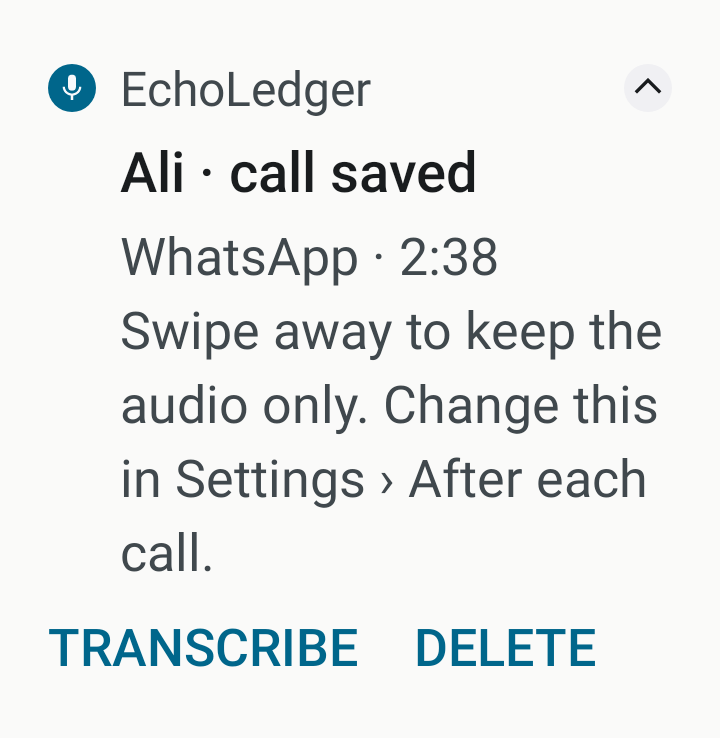 EchoLedger
Ali · call saved
WhatsApp · 2:38
Swipe away to keep the
audio only. Change this
in Settings › After each
call.
TRANSCRIBE DELETE